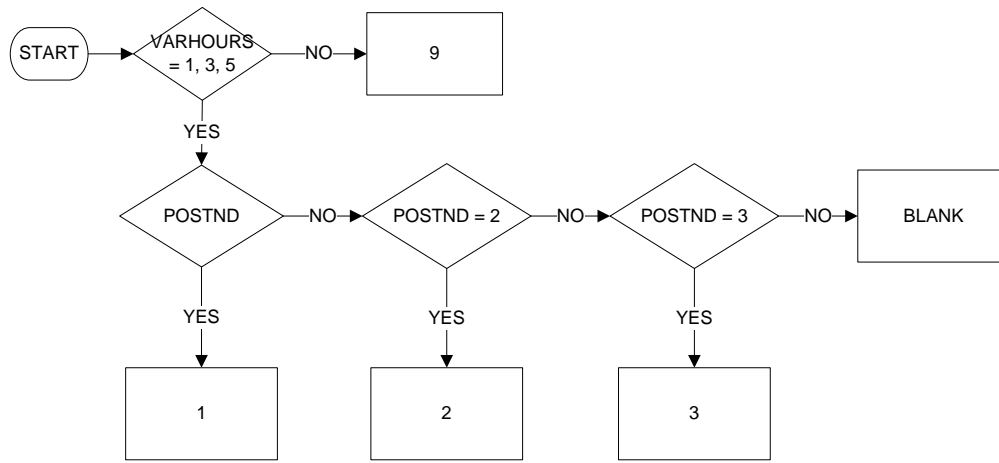 START
VARHOURS
= 1, 3, 5
NO
9
YES
POSTND
NO
POSTND = 2
NO
POSTND = 3
NO
BLANK
YES
YES
YES
1
2
3